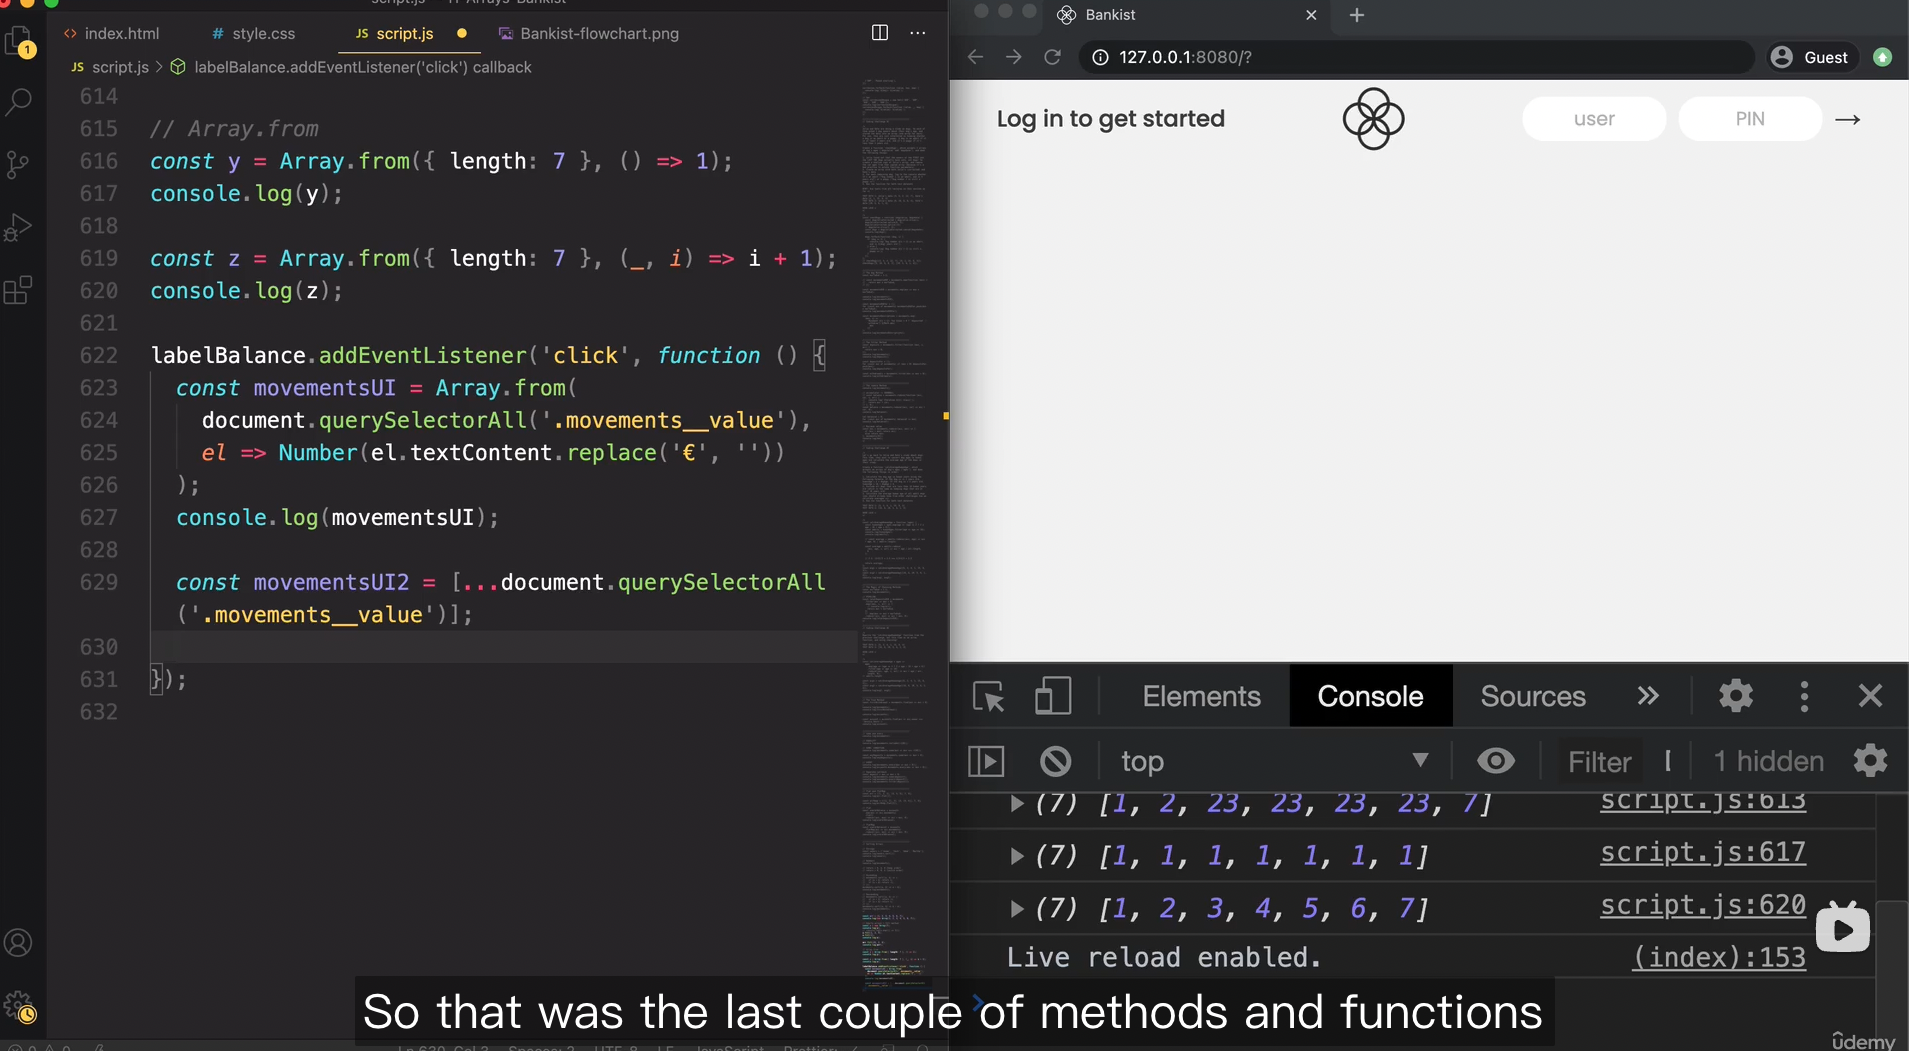 script.js
Bankist
index.html
style.css
script.js
Bankist-flowchart.png
127.0.0.1:8080/?
Guest
script.js > labelBalance.addEventListener('click') callback
Log in to get started
user
PIN
614
615 // Array.from
616 const y = Array.from({ length: 7 }, () => 1);
617 console.log(y);
618
619 const z = Array.from({ length: 7 }, (_, i) => i + 1);
620 console.log(z);
621
622 labelBalance.addEventListener('click', function () {
623 const movementsUI = Array.from(
624 document.querySelectorAll('.movements__value'),
625 el => Number(el.textContent.replace('€', ''))
626 );
627 console.log(movementsUI);
628
629 const movementsUI2 = [...document.querySelectorAll
('.movements__value')];
630
631 });
632
Elements
Console
Sources
top
Filter
1 hidden
(7) [1, 2, 23, 23, 23, 23, 7] script.js:613
(7) [1, 1, 1, 1, 1, 1, 1] script.js:617
(7) [1, 2, 3, 4, 5, 6, 7] script.js:620
Live reload enabled. (index):153
So that was the last couple of methods and functions
udemy